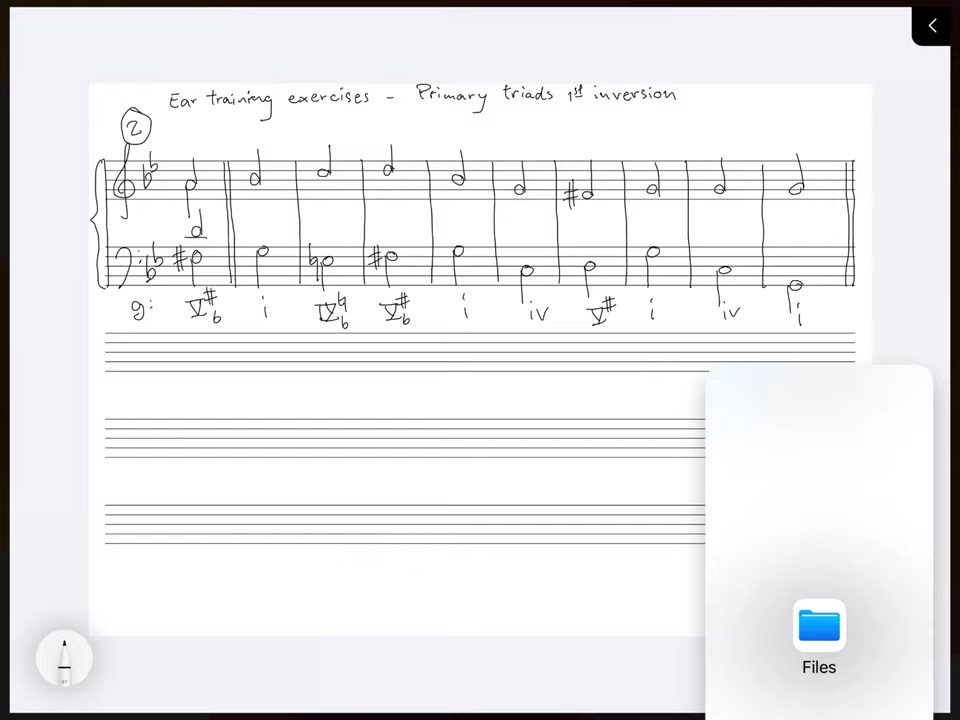 Ear training exercises - Primary triads 1st inversion
2
g: V♯b i IV♮b V♯b i iv V♯ i iv i
Files